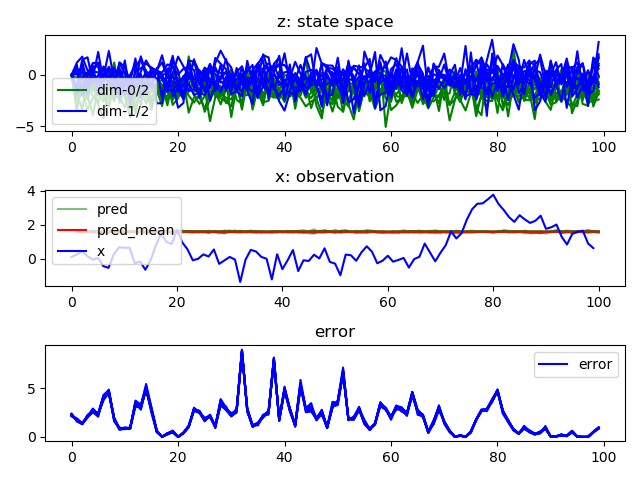 z: state space
0
−5
dim-0/2
dim-1/2
0 20 40 60 80 100
x: observation
4
2
0
pred
pred_mean
x
0 20 40 60 80 100
error
5
0
error
0 20 40 60 80 100